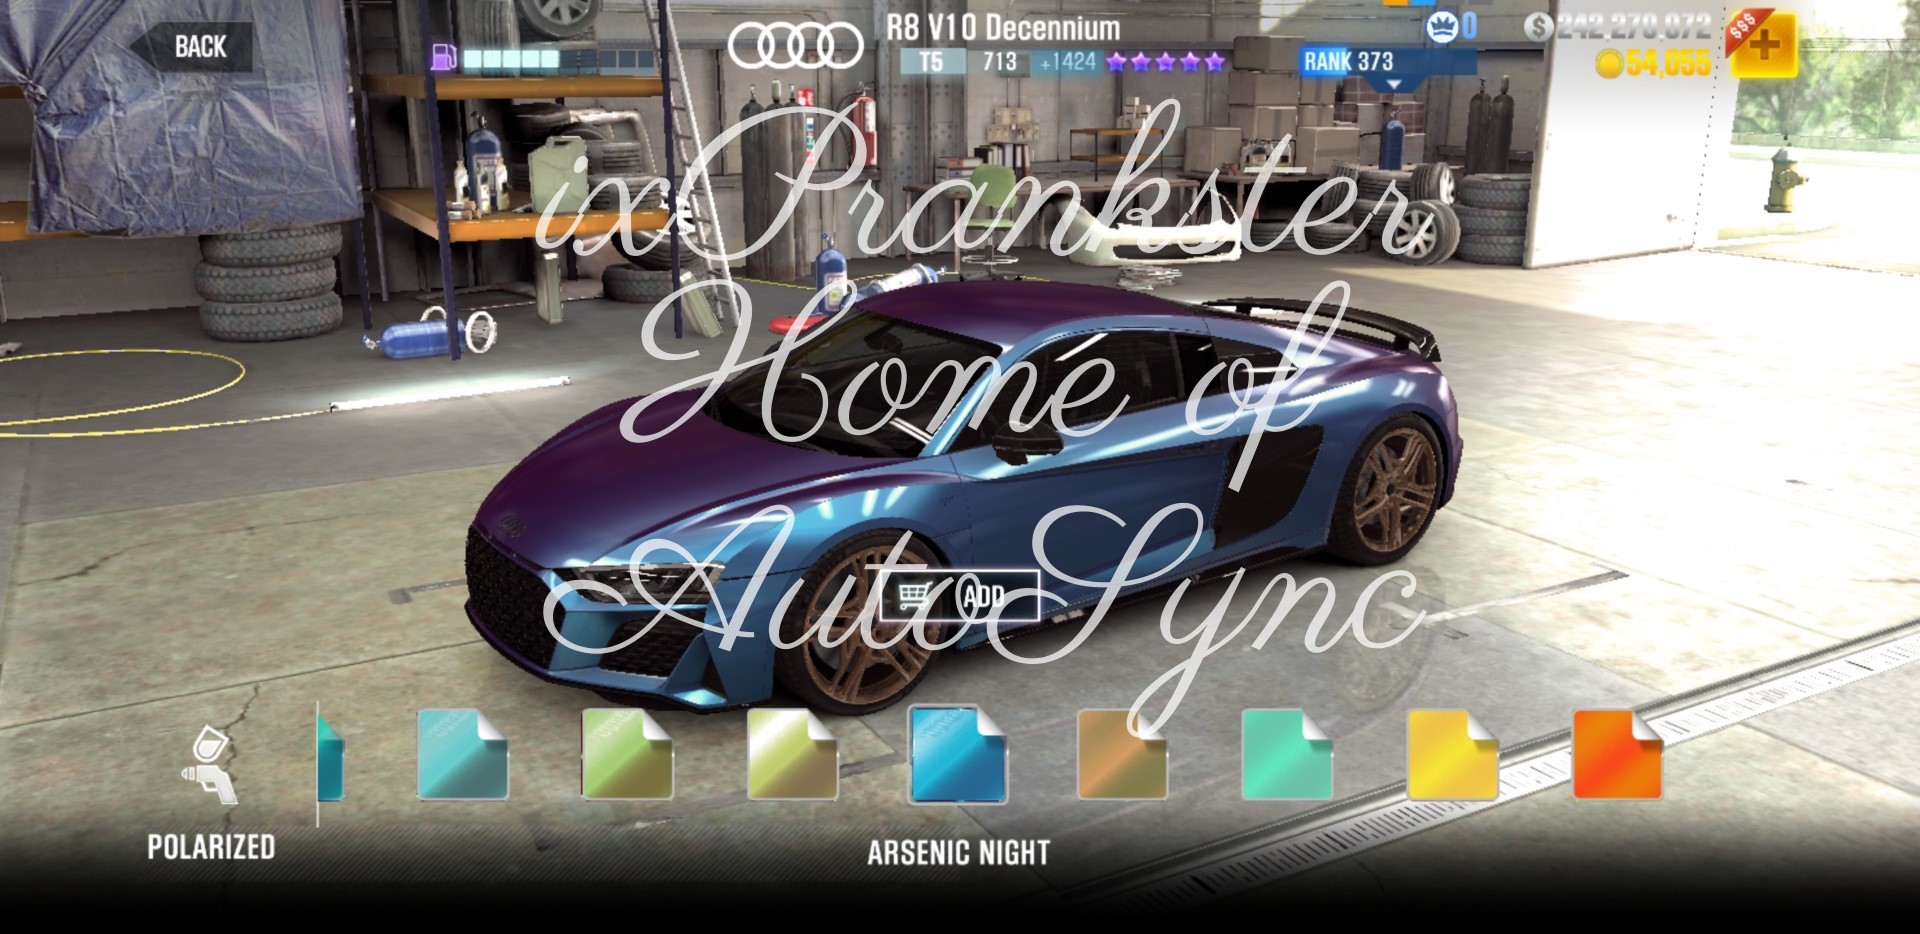 BACK
R8 V10 Decennium
T5 713 +1424
RANK 373
0
$ 242,270,072
54,055
$$$
ixPrankster
Home of
AutoSync
ADD
POLARIZED
ARSENIC NIGHT